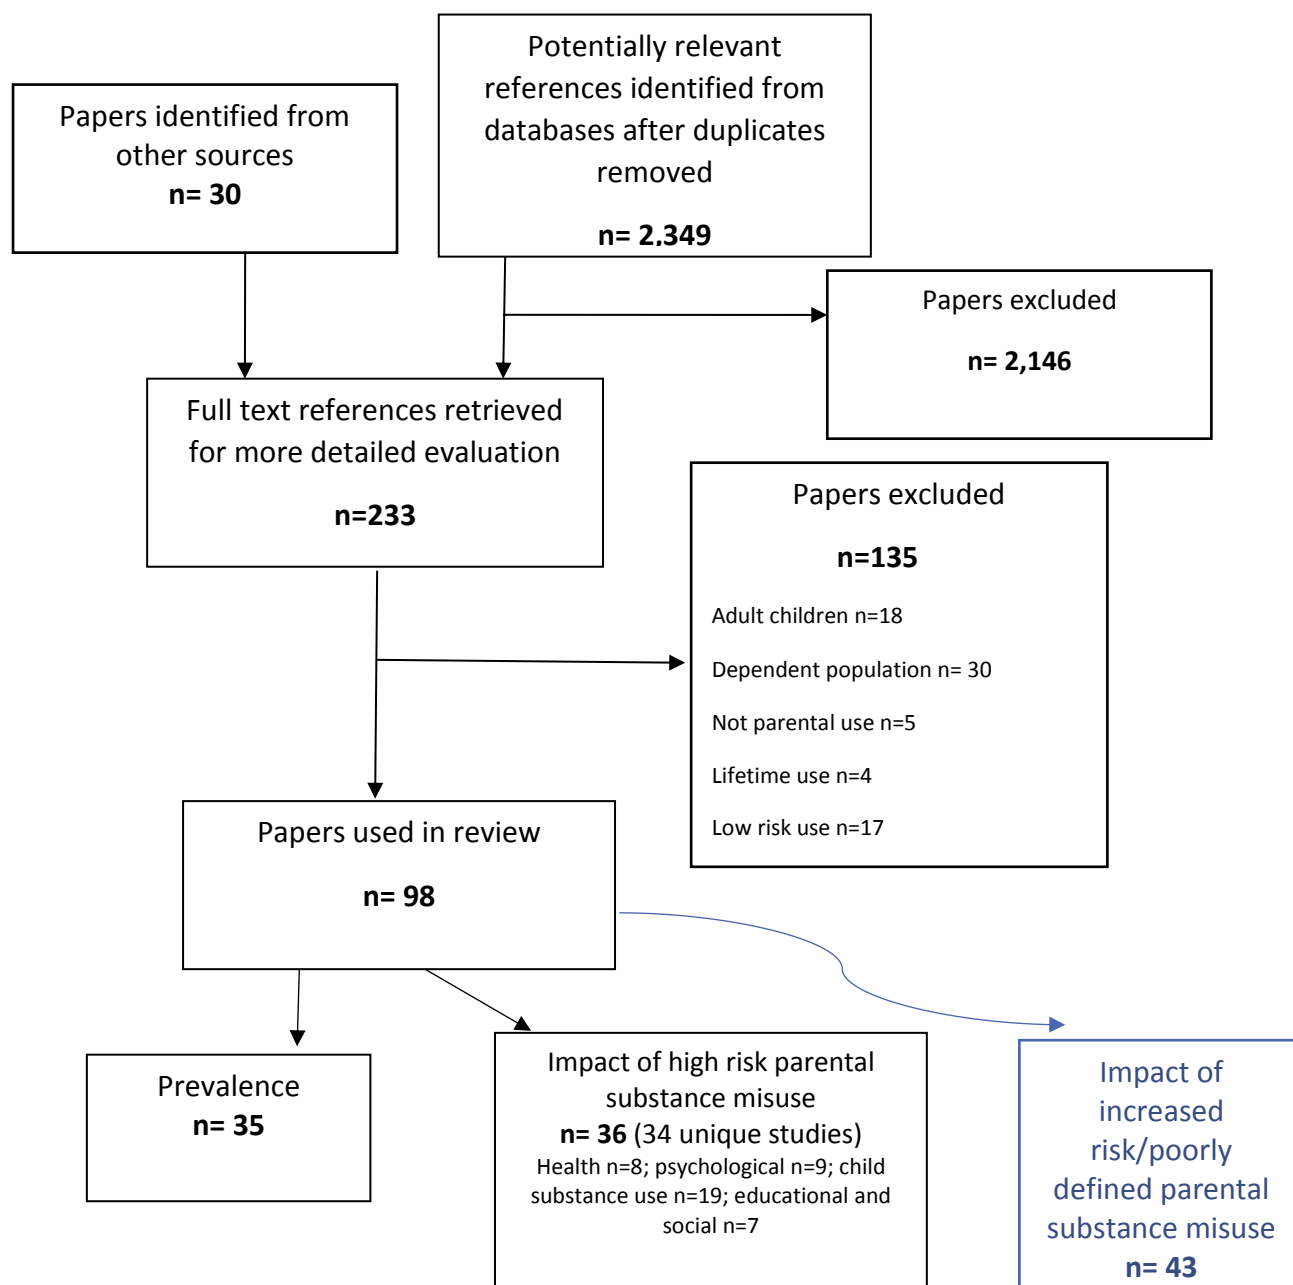 Papers identified from
other sources
n= 30
Potentially relevant
references identified from
databases after duplicates
removed
n= 2,349
Papers excluded
n= 2,146
Full text references retrieved
for more detailed evaluation
n=233
Papers excluded
n=135
Adult children n=18
Dependent population n= 30
Not parental use n=5
Lifetime use n=4
Low risk use n=17
Papers used in review
n= 98
Prevalence
n= 35
Impact of high risk parental
substance misuse
n= 36 (34 unique studies)
Health n=8; psychological n=9; child
substance use n=19; educational and
social n=7
Impact of
increased
risk/poorly
defined parental
substance misuse
n= 43